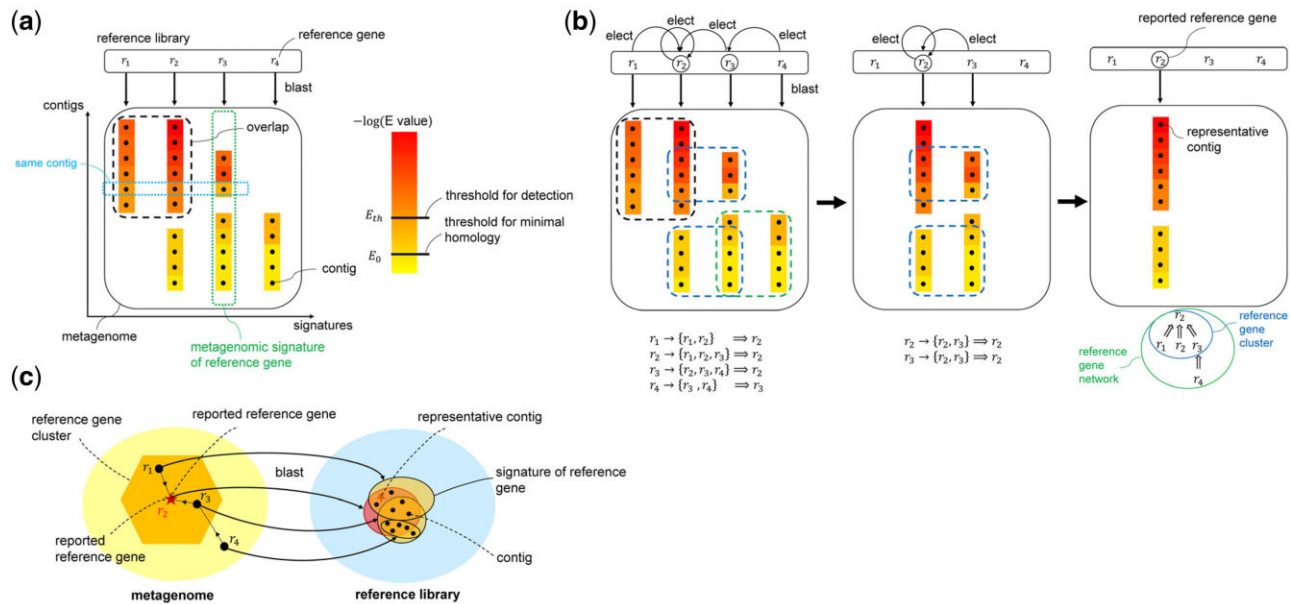 (a)
reference library
reference gene
r1 r2 r3 r4
blast
contigs
overlap
same contig
−log(E value)
threshold for detection
Eth
threshold for minimal
homology
E0
contig
metagenome
signatures
metagenomic signature
of reference gene
(b)
elect elect elect
r1 r2 r3 r4
blast
r1 → {r1, r2} ⟹ r2
r2 → {r1, r2, r3} ⟹ r2
r3 → {r2, r3, r4} ⟹ r2
r4 → {r3 , r4} ⟹ r3
elect elect
r1 r2 r3 r4
r2 → {r2, r3} ⟹ r2
r3 → {r2, r3} ⟹ r2
reported reference gene
r1 r2 r3 r4
representative
contig
r2
r1 r2 r3
r4
reference
gene
cluster
reference
gene
network
(c)
reference gene
cluster
reported reference gene
representative contig
blast
signature of reference
gene
r1
r2
r3
r4
reported
reference gene
contig
metagenome
reference library